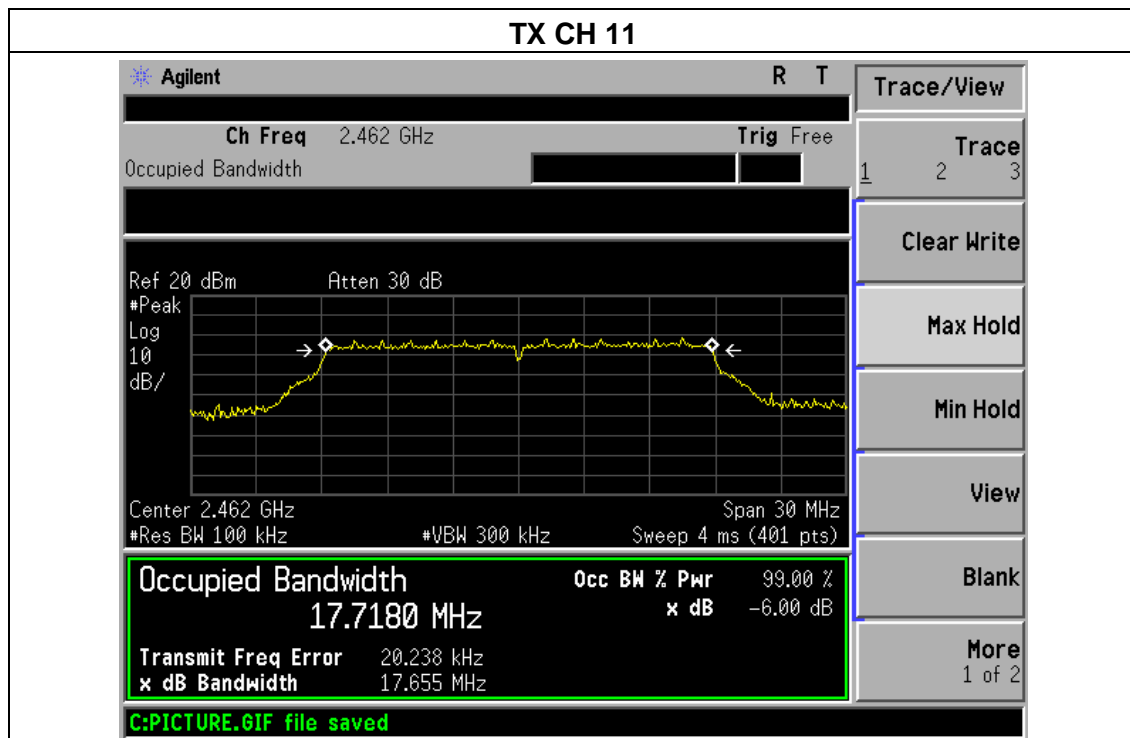 TX CH 11
Agilent R T
Trace/View
Ch Freq 2.462 GHz Trig Free
Occupied Bandwidth
Trace
1 2 3
Clear Write
Max Hold
Min Hold
View
Blank
More
1 of 2
Ref 20 dBm Atten 30 dB
#Peak
Log
10
dB/
Center 2.462 GHz Span 30 MHz
#Res BW 100 kHz #VBW 300 kHz Sweep 4 ms (401 pts)
Occupied Bandwidth Occ BW % Pwr 99.00 %
17.7180 MHz x dB -6.00 dB
Transmit Freq Error 20.238 kHz
x dB Bandwidth 17.655 MHz
C:PICTURE.GIF file saved